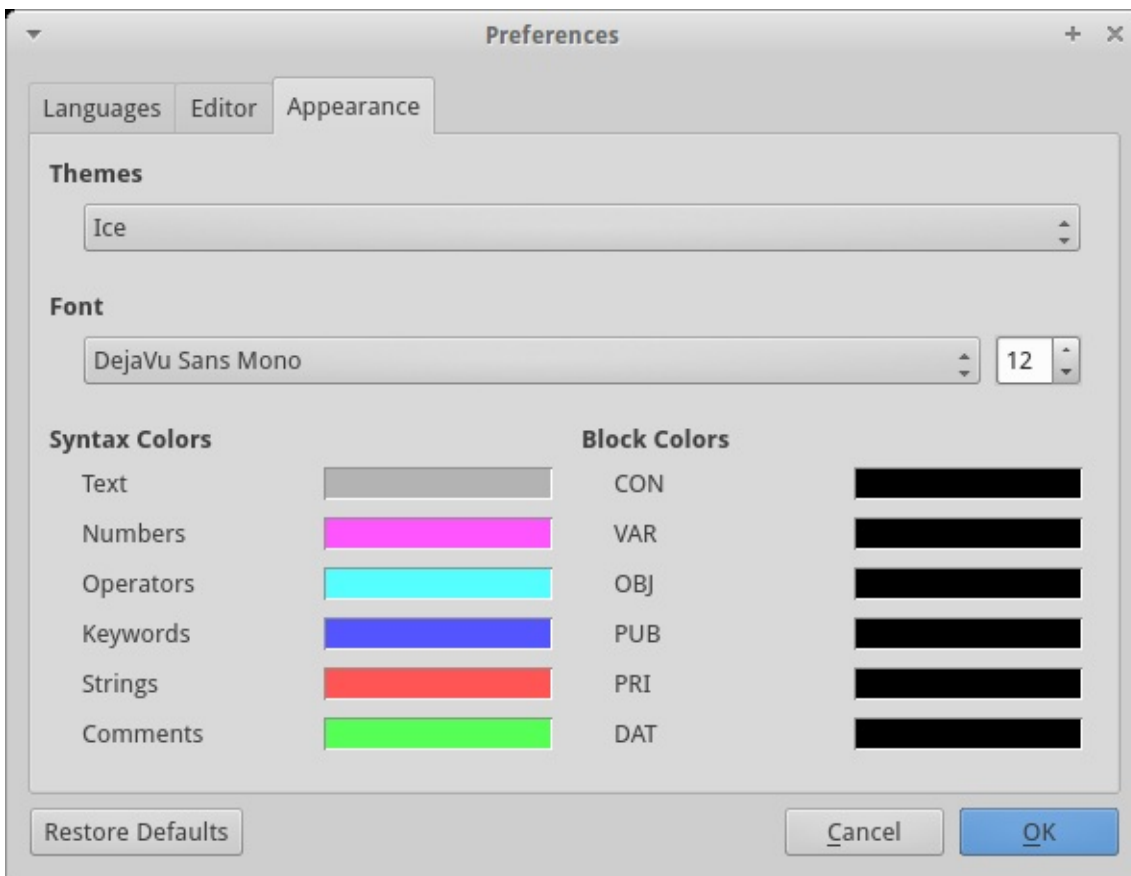 Preferences
Languages Editor Appearance
Themes
Ice
Font
DejaVu Sans Mono 12
Syntax Colors Block Colors
Text CON
Numbers VAR
Operators OBJ
Keywords PUB
Strings PRI
Comments DAT
Restore Defaults Cancel OK